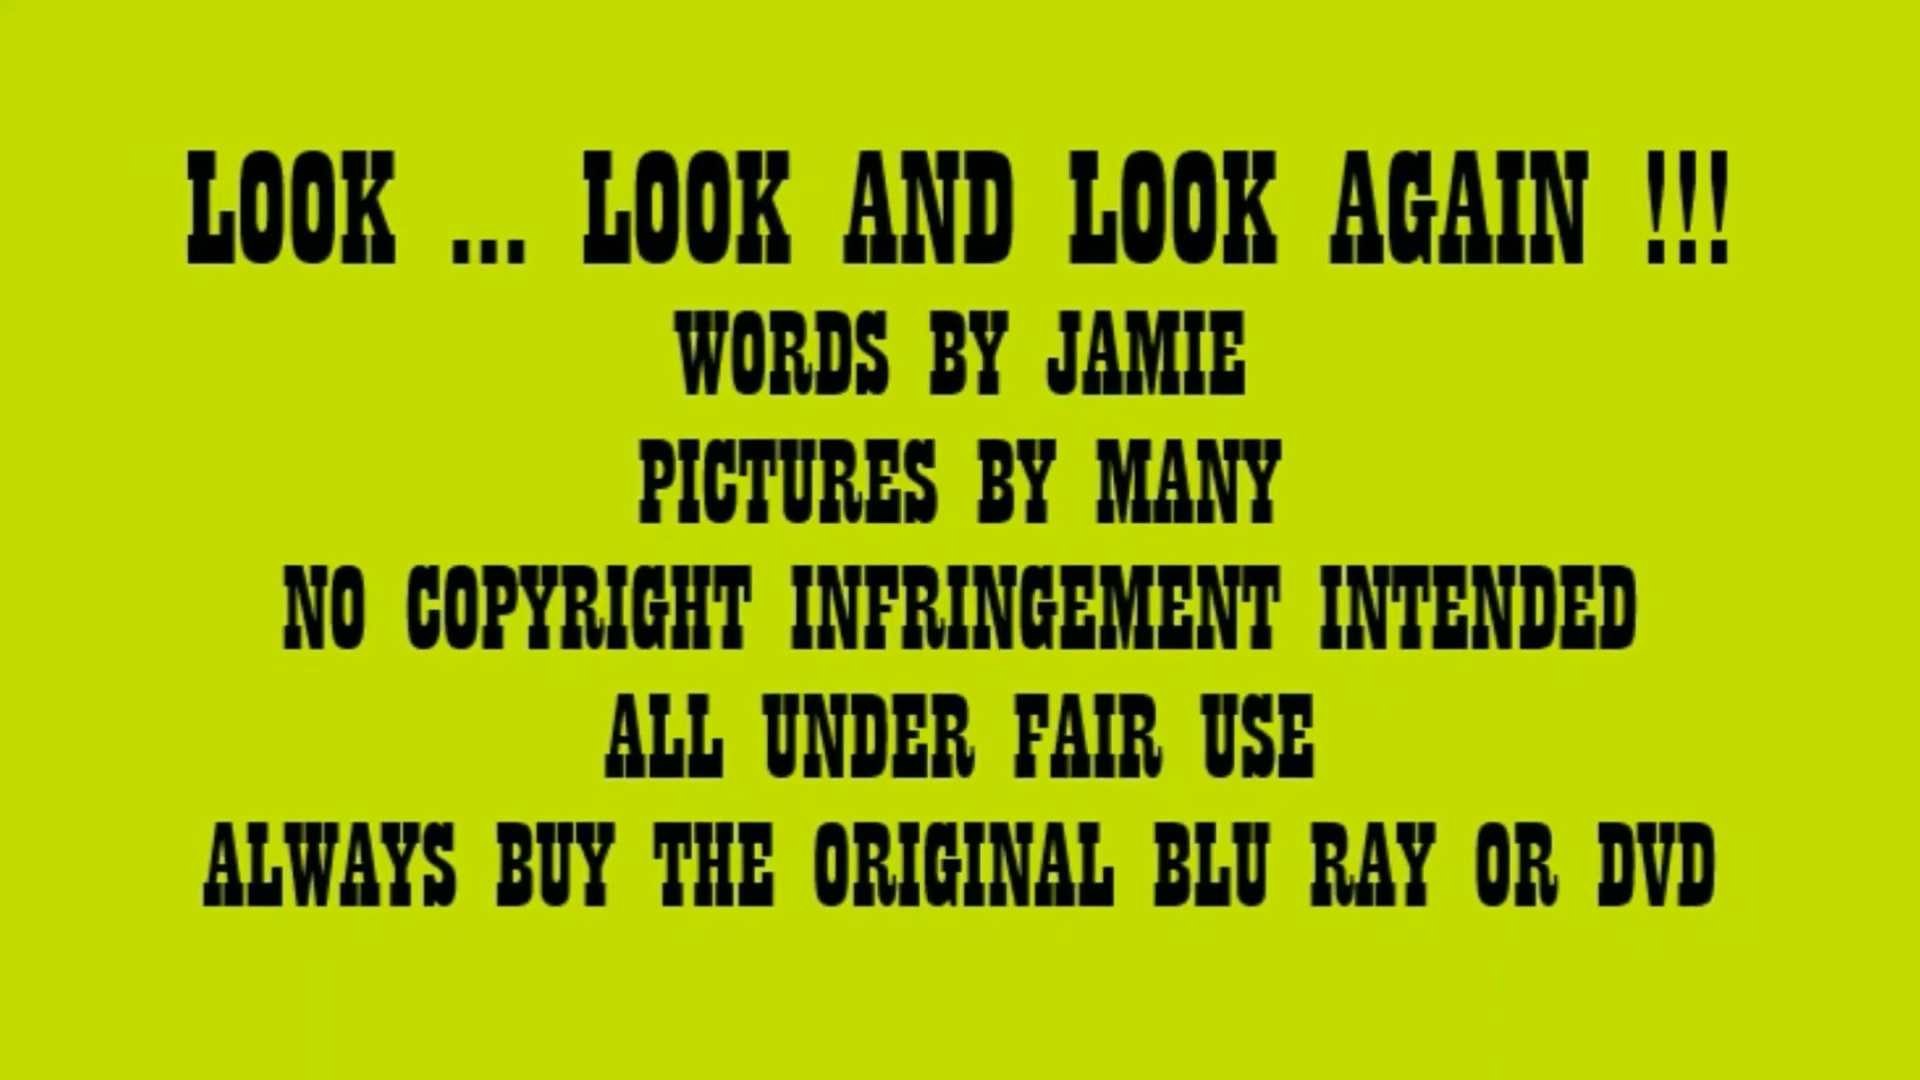 LOOK ... LOOK AND LOOK AGAIN !!!
WORDS BY JAMIE
PICTURES BY MANY
NO COPYRIGHT INFRINGEMENT INTENDED
ALL UNDER FAIR USE
ALWAYS BUY THE ORIGINAL BLU RAY OR DVD